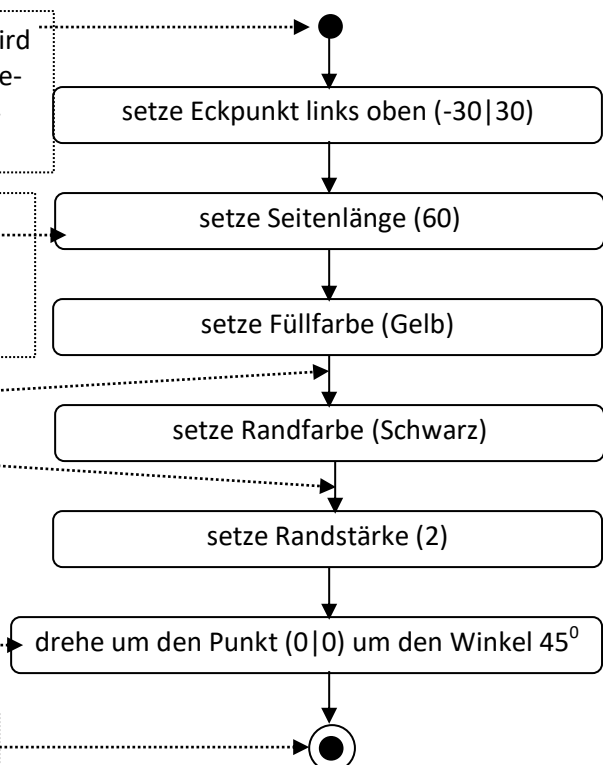 ird
e-
setze Eckpunkt links oben (-30|30)
setze Seitenlänge (60)
setze Füllfarbe (Gelb)
setze Randfarbe (Schwarz)
setze Randstärke (2)
drehe um den Punkt (0|0) um den Winkel 45⁰